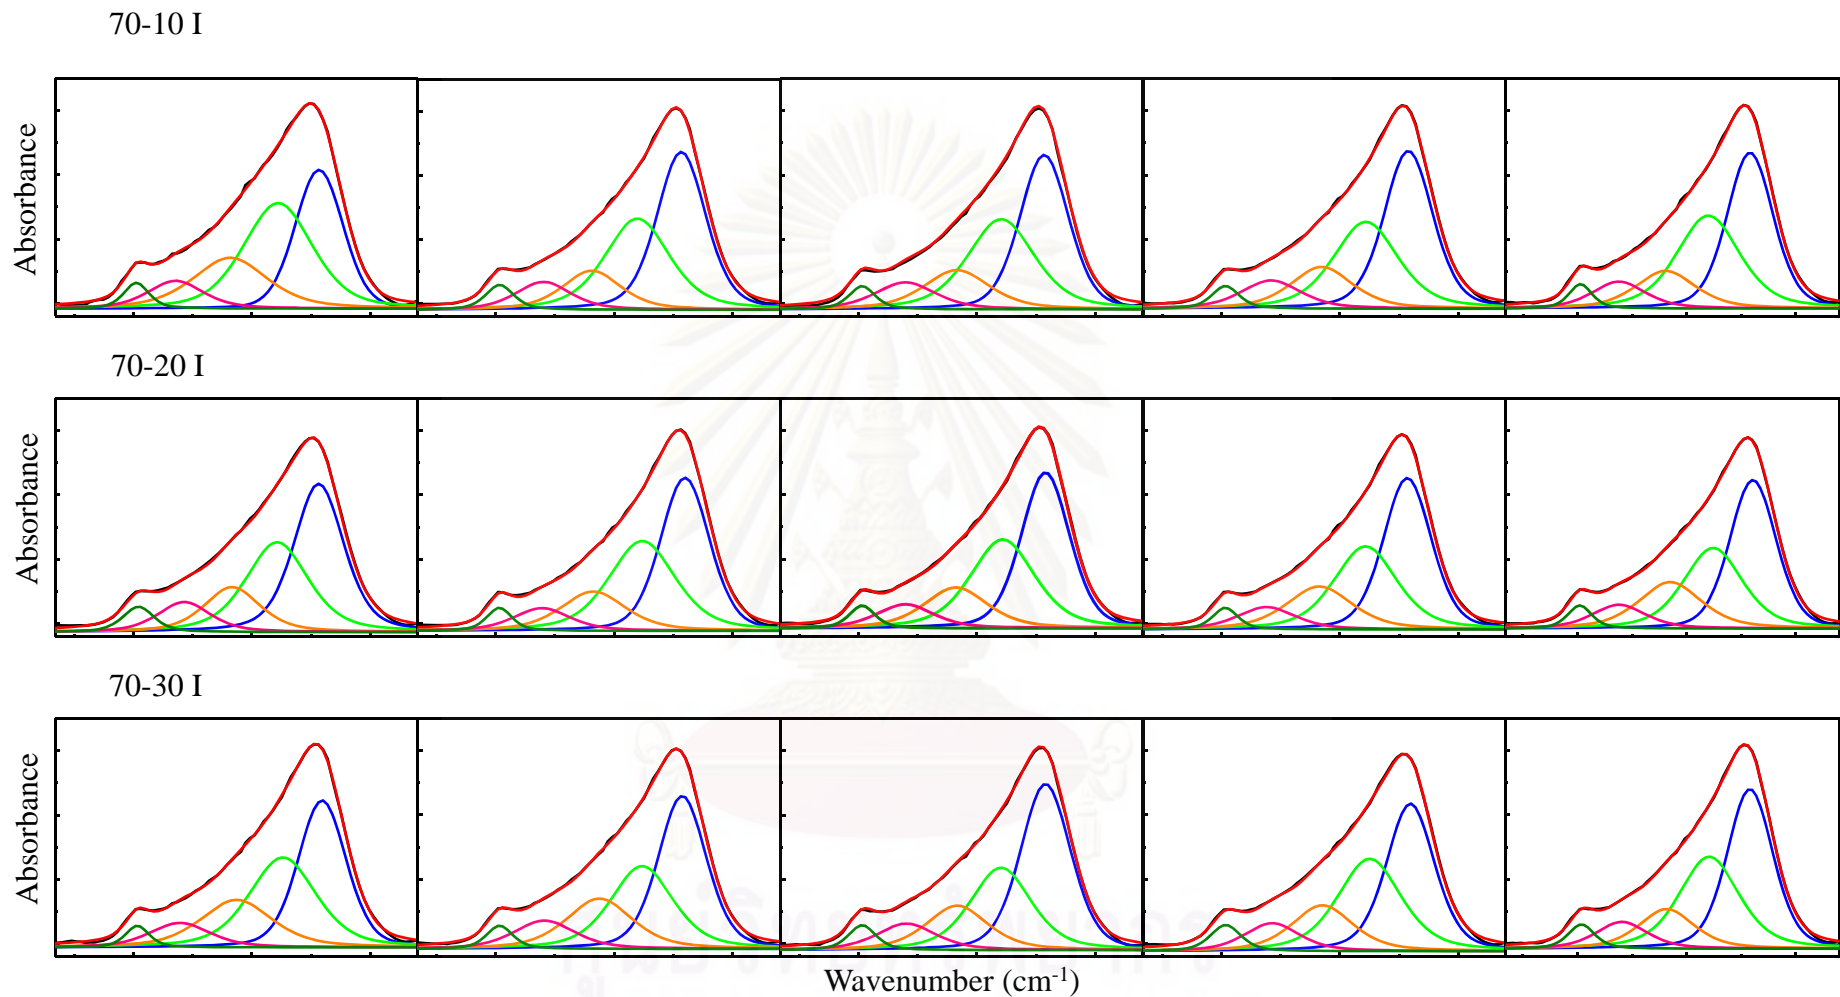 70-10 I
Absorbance
70-20 I
Absorbance
70-30 I
Absorbance
Wavenumber (cm⁻¹)